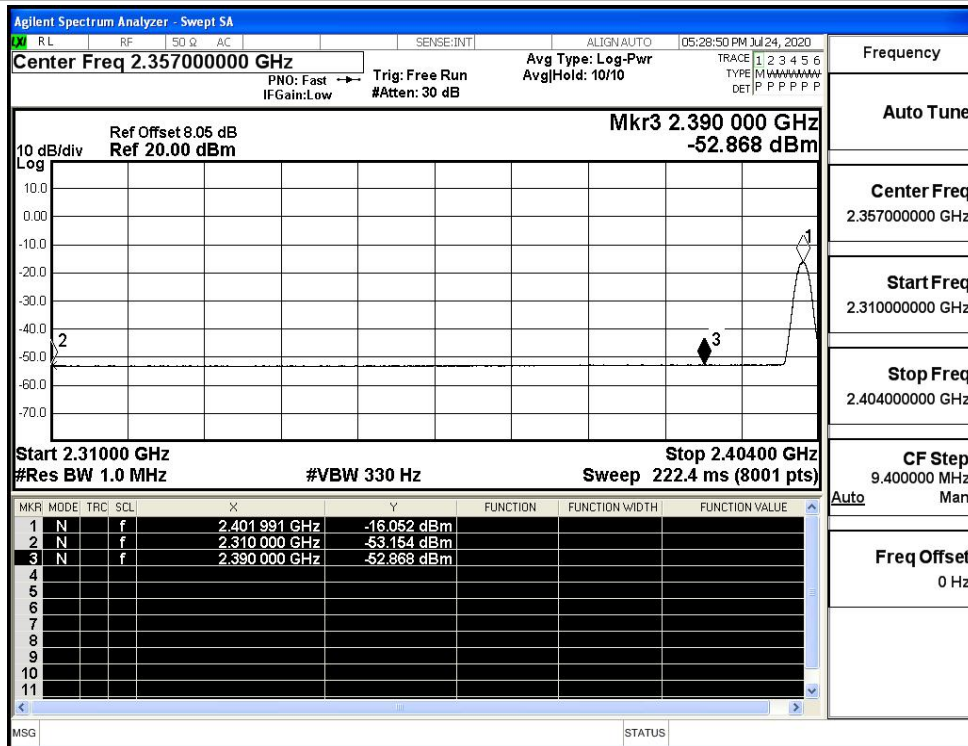 Agilent Spectrum Analyzer - Swept SA
LXI RL RF 50 Ω AC SENSE:INT ALIGN AUTO 05:28:50 PM Jul 24, 2020
Center Freq 2.357000000 GHz
PNO: Fast
IFGain:Low
Trig: Free Run
#Atten: 30 dB
Avg Type: Log-Pwr
Avg|Hold: 10/10
TRACE 1 2 3 4 5 6
TYPE M W W W W W
DET P P P P P P
Ref Offset 8.05 dB
10 dB/div Ref 20.00 dBm
Log
Mkr3 2.390 000 GHz
-52.868 dBm
10.0
0.00
-10.0
-20.0
-30.0
-40.0
-50.0
-60.0
-70.0
1
2
3
Start 2.31000 GHz Stop 2.40400 GHz
#Res BW 1.0 MHz #VBW 330 Hz Sweep 222.4 ms (8001 pts)
MKR MODE TRC SCL X Y FUNCTION FUNCTION WIDTH FUNCTION VALUE
1 N f 2.401 991 GHz -16.052 dBm
2 N f 2.310 000 GHz -53.154 dBm
3 N f 2.390 000 GHz -52.868 dBm
4
5
6
7
8
9
10
11
MSG STATUS
Frequency
Auto Tune
Center Freq
2.357000000 GHz
Start Freq
2.310000000 GHz
Stop Freq
2.404000000 GHz
CF Step
9.400000 MHz
Auto Man
Freq Offset
0 Hz